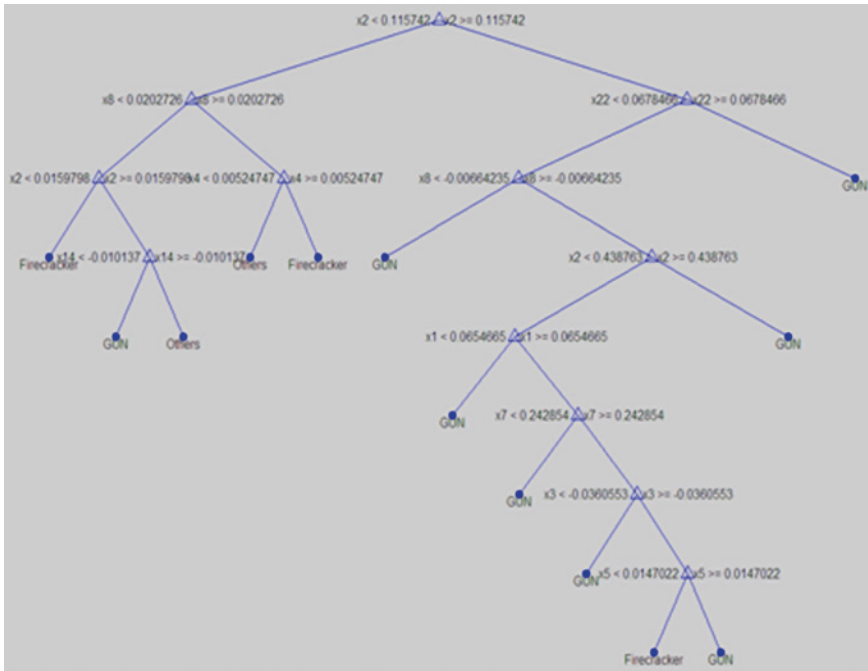 x2 < 0.115742 x2 >= 0.115742
x8 < 0.0202726 x8 >= 0.0202726
x22 < 0.0678466 x22 >= 0.0678466
x2 < 0.0159798 x2 >= 0.0159798
x4 < 0.00524747 x4 >= 0.00524747
x8 < -0.00664235 x8 >= -0.00664235
GUN
Firecracker
x14 < -0.010137 x14 >= -0.010137
Others
Firecracker
GUN
x2 < 0.438763 x2 >= 0.438763
GUN
Others
x1 < 0.0654665 x1 >= 0.0654665
GUN
GUN
x7 < 0.242854 x7 >= 0.242854
GUN
x3 < -0.0360553 x3 >= -0.0360553
GUN
x5 < 0.0147022 x5 >= 0.0147022
Firecracker
GUN